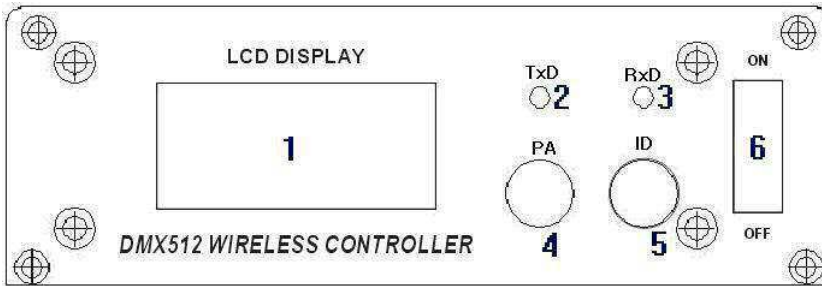 LCD DISPLAY
TxD
RxD
ON
2
3
1
PA
ID
6
DMX512 WIRELESS CONTROLLER
4
5
OFF